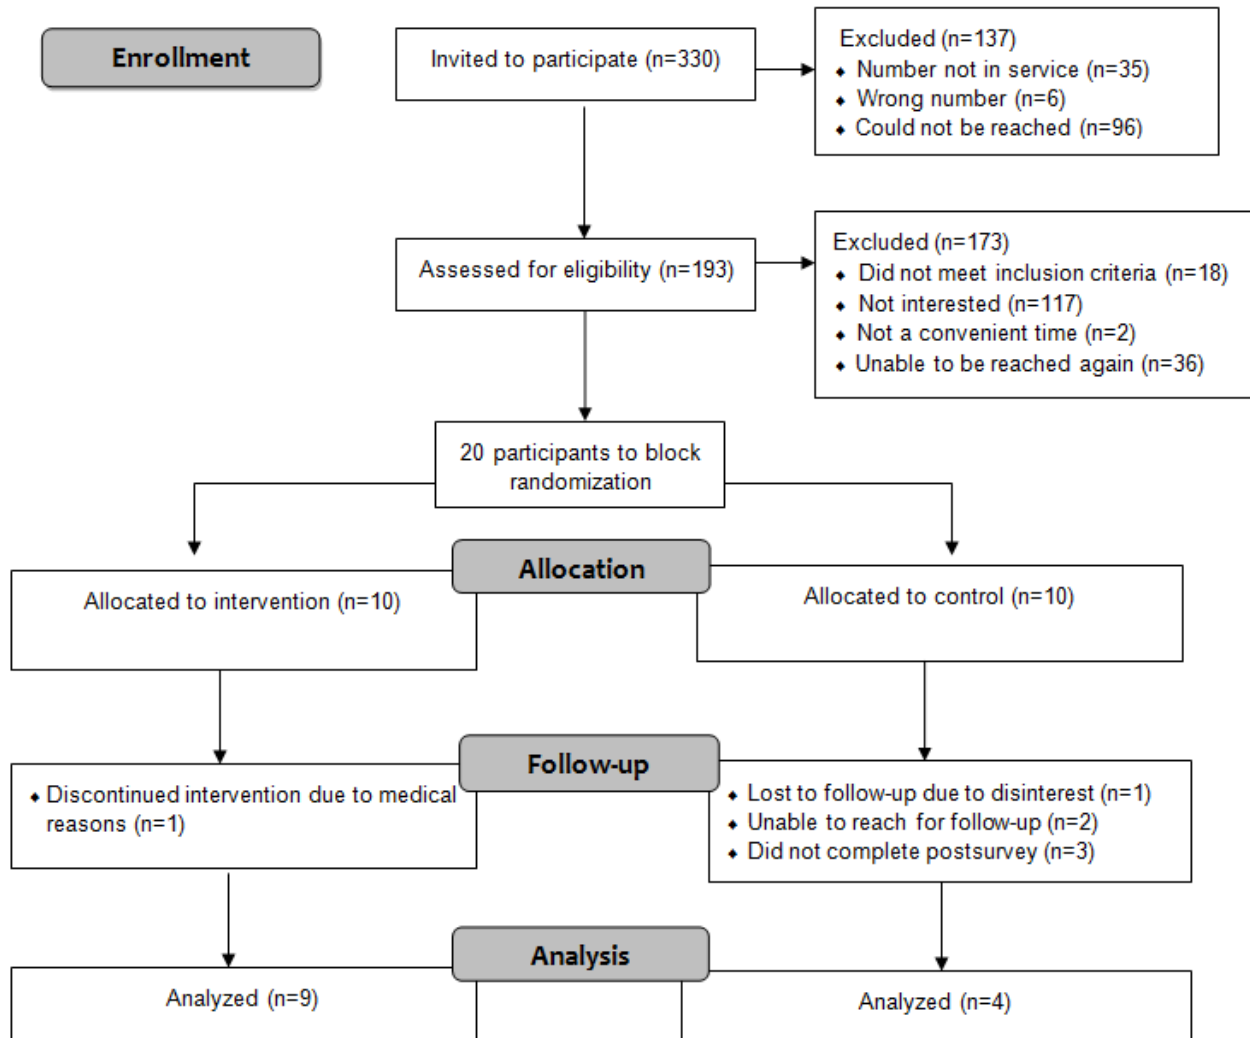 Enrollment
Invited to participate (n=330)
Excluded (n=137)
◆ Number not in service (n=35)
◆ Wrong number (n=6)
◆ Could not be reached (n=96)
Assessed for eligibility (n=193)
Excluded (n=173)
◆ Did not meet inclusion criteria (n=18)
◆ Not interested (n=117)
◆ Not a convenient time (n=2)
◆ Unable to be reached again (n=36)
20 participants to block
randomization
Allocation
Allocated to intervention (n=10)
Allocated to control (n=10)
Follow-up
◆ Discontinued intervention due to medical
reasons (n=1)
◆ Lost to follow-up due to disinterest (n=1)
◆ Unable to reach for follow-up (n=2)
◆ Did not complete postsurvey (n=3)
Analysis
Analyzed (n=9)
Analyzed (n=4)